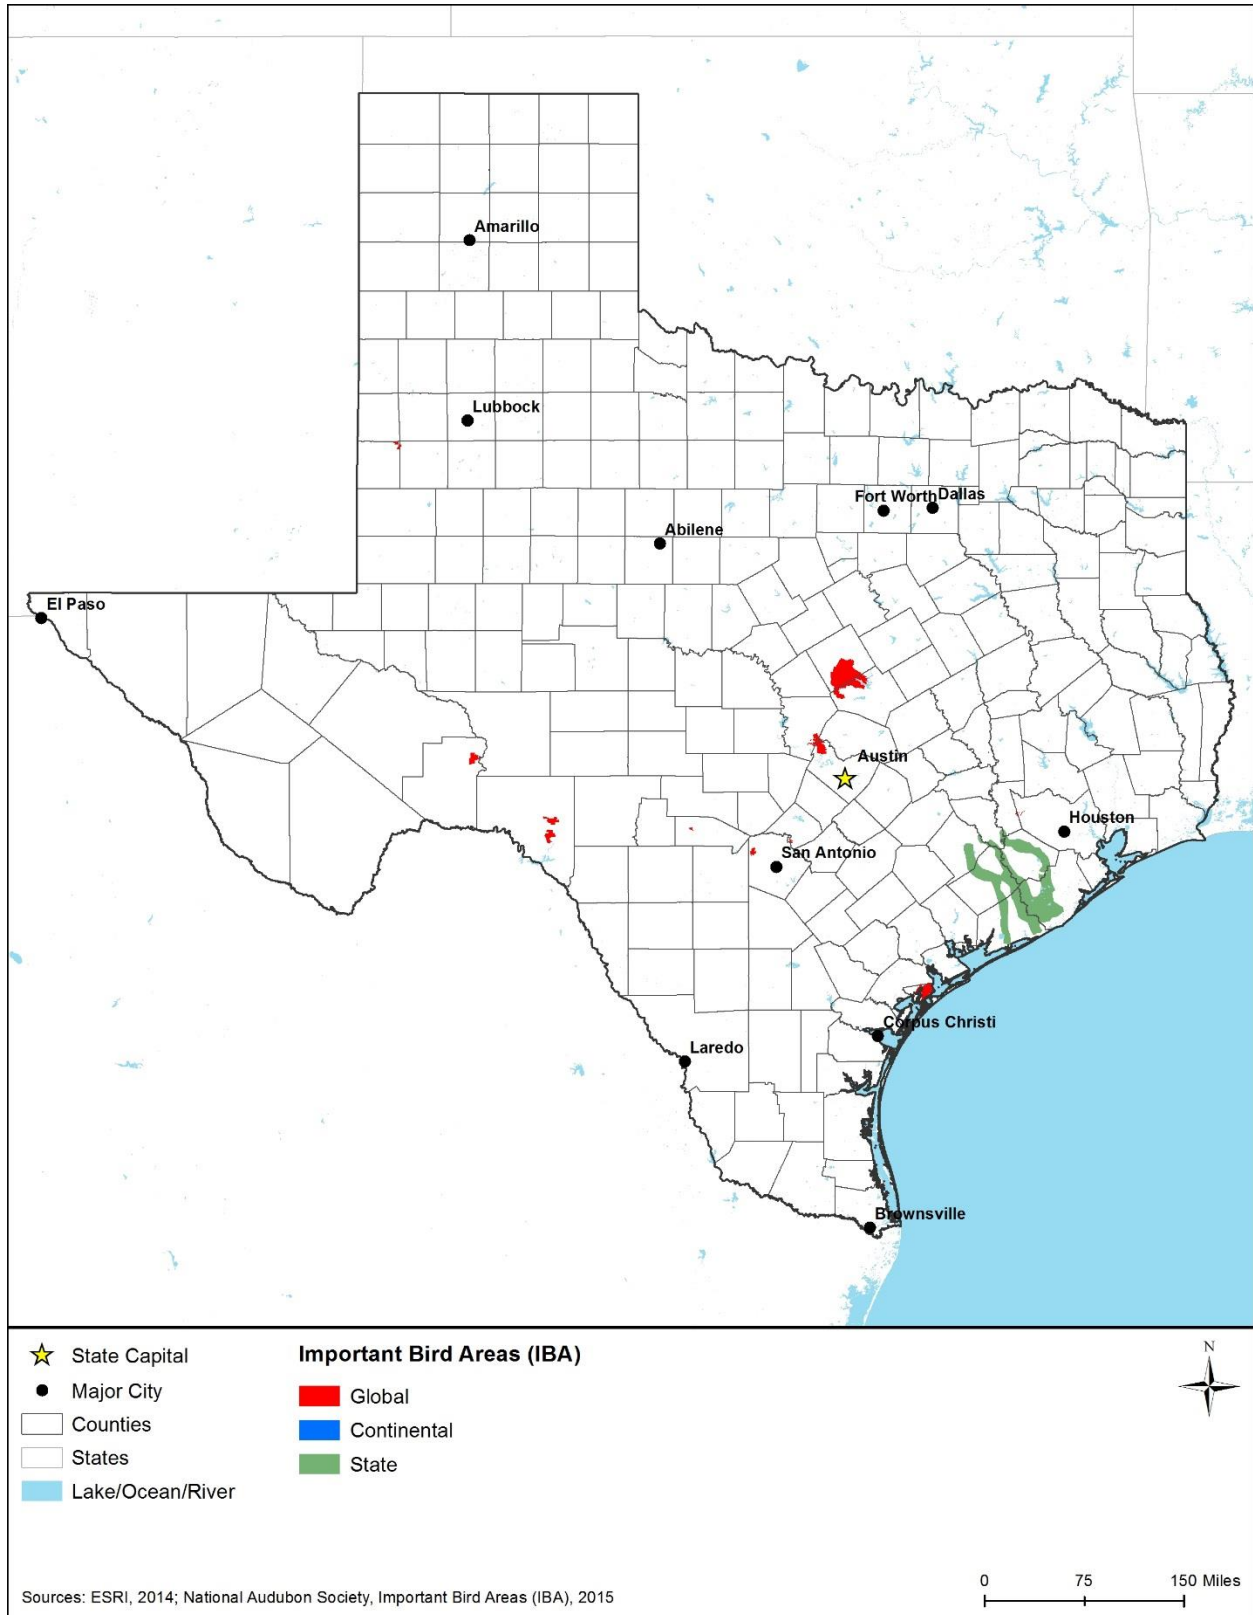 Amarillo
Lubbock
Fort Worth Dallas
Abilene
El Paso
Austin
Houston
San Antonio
Corpus Christi
Laredo
Brownsville
State Capital
Major City
Counties
States
Lake/Ocean/River
Important Bird Areas (IBA)
Global
Continental
State
N
Sources: ESRI, 2014; National Audubon Society, Important Bird Areas (IBA), 2015
0 75 150 Miles